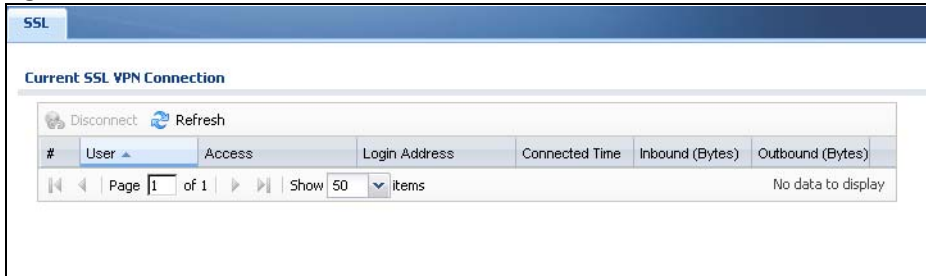 SSL
Current SSL VPN Connection
Disconnect Refresh
# User Access Login Address Connected Time Inbound (Bytes) Outbound (Bytes)
Page 1 of 1 Show 50 items No data to display